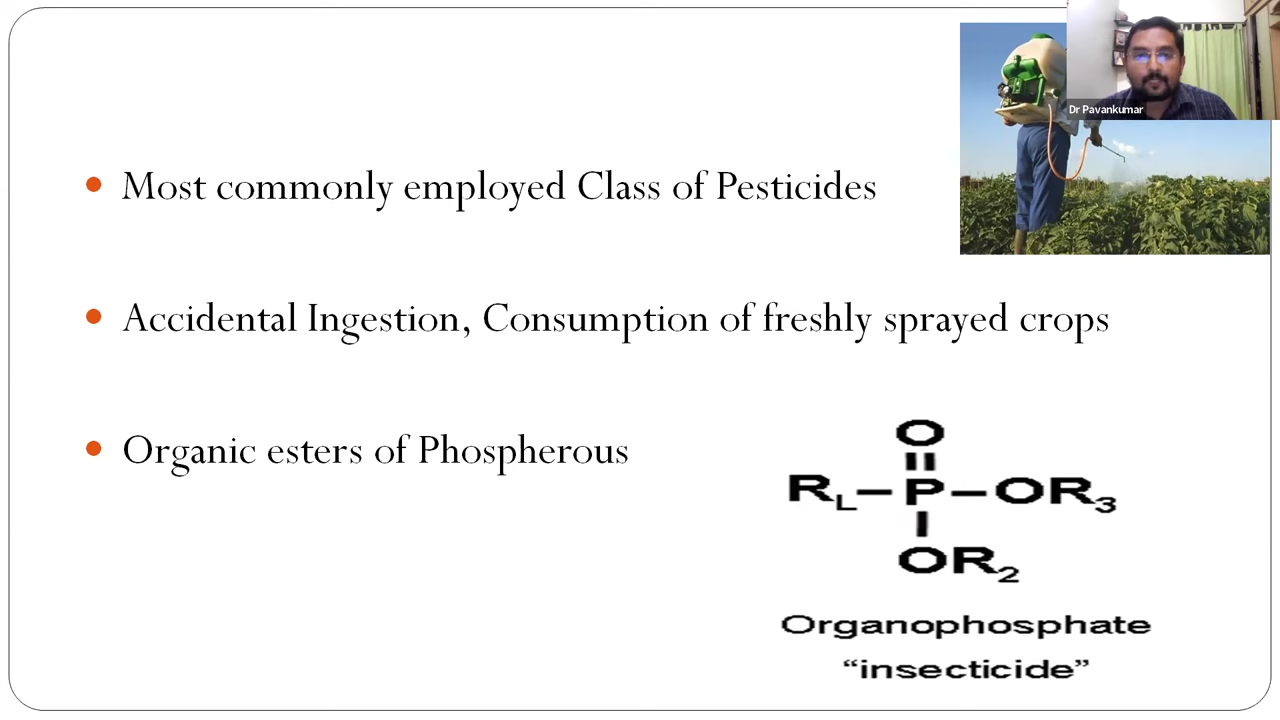 Dr Pavankumar
Most commonly employed Class of Pesticides
Accidental Ingestion, Consumption of freshly sprayed crops
Organic esters of Phospherous
O
R_L–P–OR_3
OR_2
Organophosphate
“insecticide”